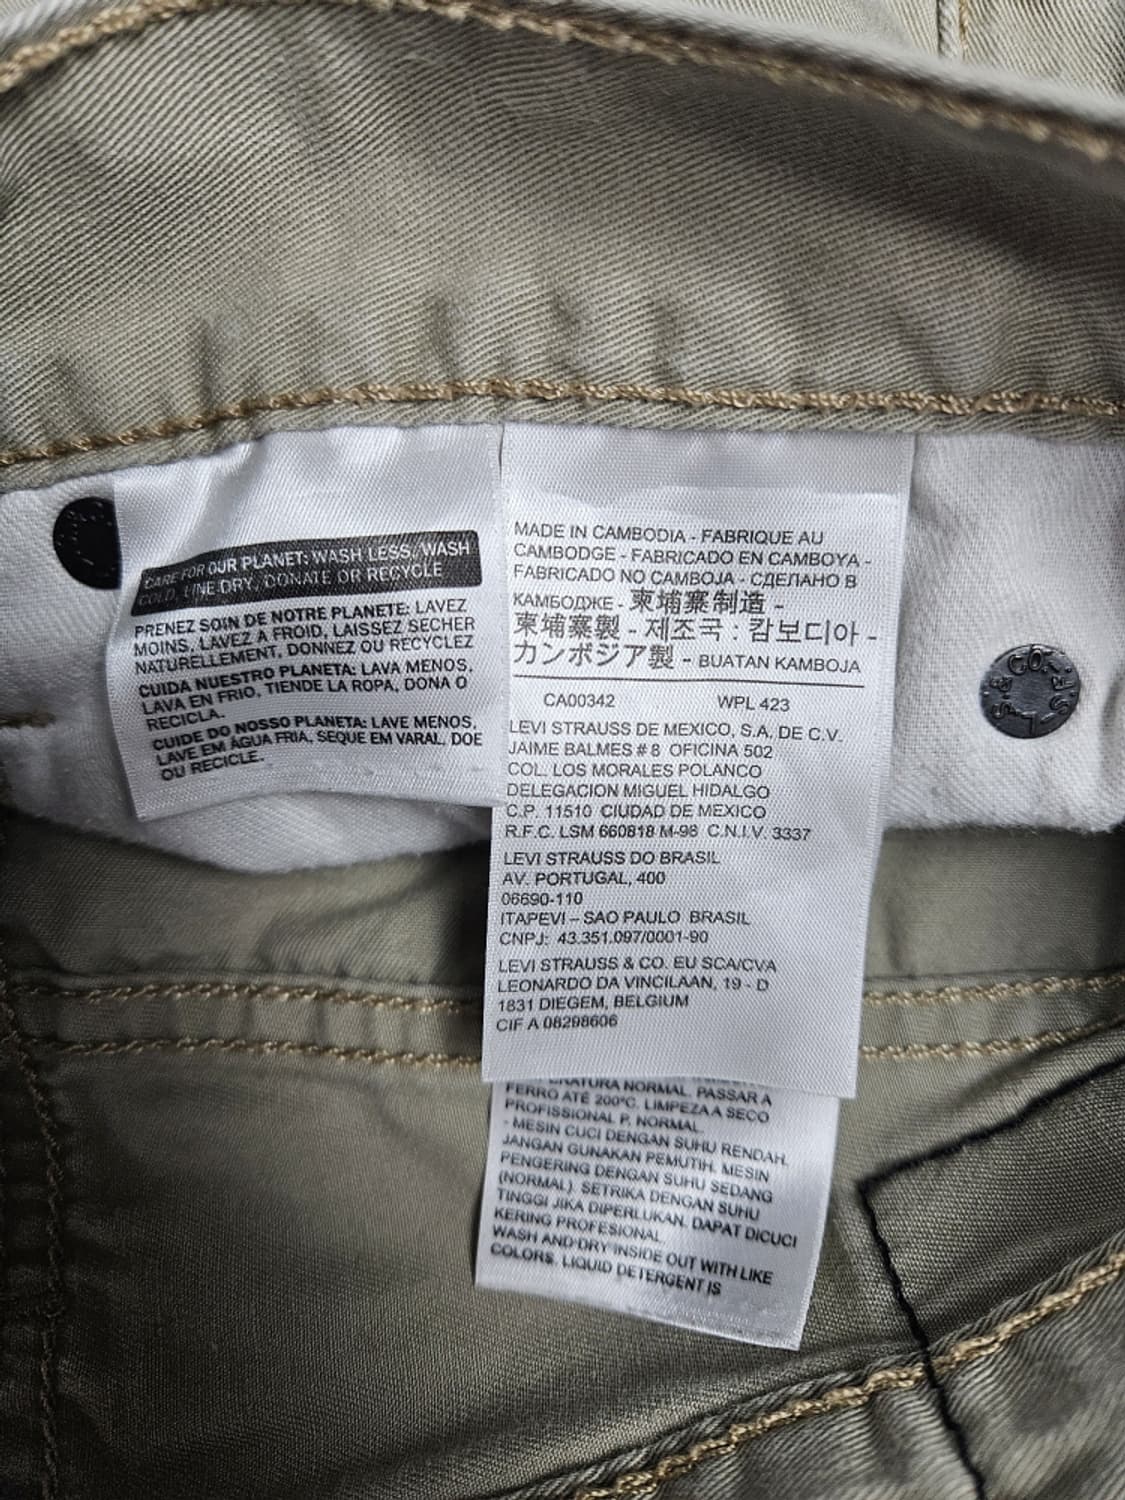 CARE FOR OUR PLANET: WASH LESS, WASH
COLD, LINE-DRY, DONATE OR RECYCLE
PRENEZ SOIN DE NOTRE PLANETE: LAVEZ
MOINS, LAVEZ A FROID, LAISSEZ SECHER
NATURELLEMENT, DONNEZ OU RECYCLEZ
CUIDA NUESTRO PLANETA: LAVA MENOS,
LAVA EN FRIO, TIENDE LA ROPA, DONA O
RECICLA.
CUIDE DO NOSSO PLANETA: LAVE MENOS,
LAVE EM ÁGUA FRIA, SEQUE EM VARAL, DOE
OU RECICLE.
MADE IN CAMBODIA - FABRIQUE AU
CAMBODGE - FABRICADO EN CAMBOYA -
FABRICADO NO CAMBOJA - СДЕЛАНО В
КАМБОДЖЕ - 柬埔寨制造 -
柬埔寨製 - 제조국 : 캄보디아 -
カンボジア製 - BUATAN KAMBOJA
CA00342 WPL 423
LEVI STRAUSS DE MEXICO, S.A. DE C.V.
JAIME BALMES # 8 OFICINA 502
COL. LOS MORALES POLANCO
DELEGACION MIGUEL HIDALGO
C.P. 11510 CIUDAD DE MEXICO
R.F.C. LSM 660818 M-98 C.N.I.V. 3337
LEVI STRAUSS DO BRASIL
AV. PORTUGAL, 400
06690-110
ITAPEVI – SAO PAULO BRASIL
CNPJ: 43.351.097/0001-90
LEVI STRAUSS & CO. EU SCA/CVA
LEONARDO DA VINCILAAN, 19 - D
1831 DIEGEM, BELGIUM
CIF A 08298606
NORMAL. PASSAR A
FERRO ATÉ 200°C. LIMPEZA A SECO
PROFISSIONAL P, NORMAL.
- MESIN CUCI DENGAN SUHU RENDAH.
JANGAN GUNAKAN PEMUTIH. MESIN
PENGERING DENGAN SUHU SEDANG
(NORMAL). SETRIKA DENGAN SUHU
TINGGI JIKA DIPERLUKAN. DAPAT DICUCI
KERING PROFESIONAL.
WASH AND DRY INSIDE OUT WITH LIKE
COLORS. LIQUID DETERGENT IS